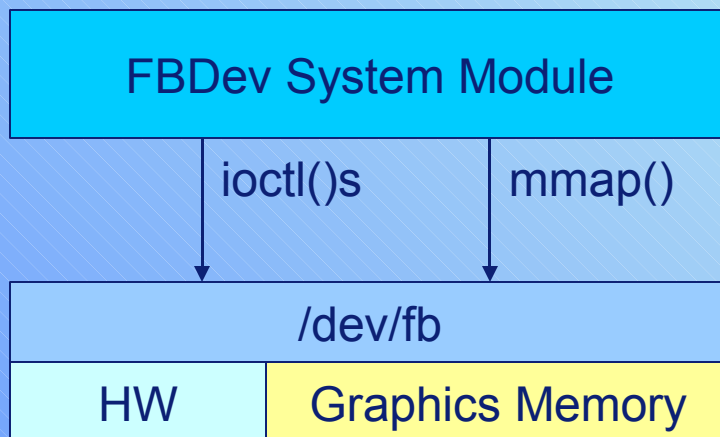 FBDev System Module
ioctl()s
mmap()
/dev/fb
HW
Graphics Memory